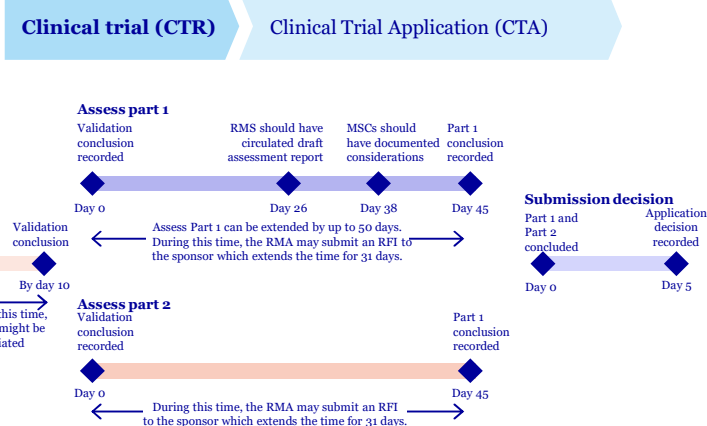 Clinical trial (CTR)
Clinical Trial Application (CTA)
Assess part 1
Validation
conclusion
recorded
RMS should have
circulated draft
assessment report
MSCs should
have documented
considerations
Part 1
conclusion
recorded
Day 0
Day 26
Day 38
Day 45
Assess Part 1 can be extended by up to 50 days.
During this time, the RMA may submit an RFI to
the sponsor which extends the time for 31 days.
Validation
conclusion
By day 10
this time,
might be
iated
Submission decision
Part 1 and
Part 2
concluded
Application
decision
recorded
Day 0
Day 5
Assess part 2
Validation
conclusion
recorded
Part 1
conclusion
recorded
Day 0
Day 45
During this time, the RMA may submit an RFI
to the sponsor which extends the time for 31 days.